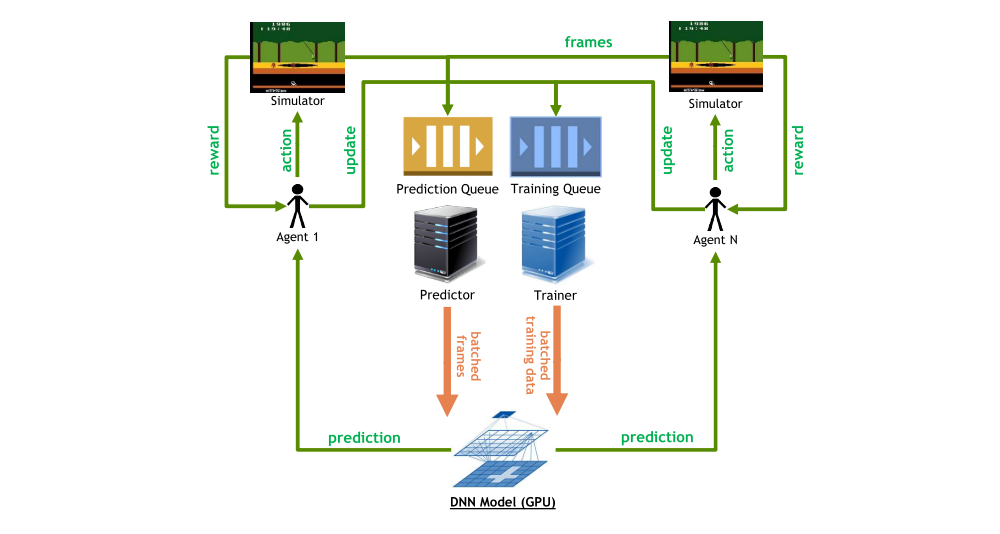 frames
Simulator
Simulator
reward
action
update
update
action
reward
Prediction Queue
Training Queue
Agent 1
Agent N
Predictor
Trainer
batched
frames
batched
training data
prediction
prediction
DNN Model (GPU)